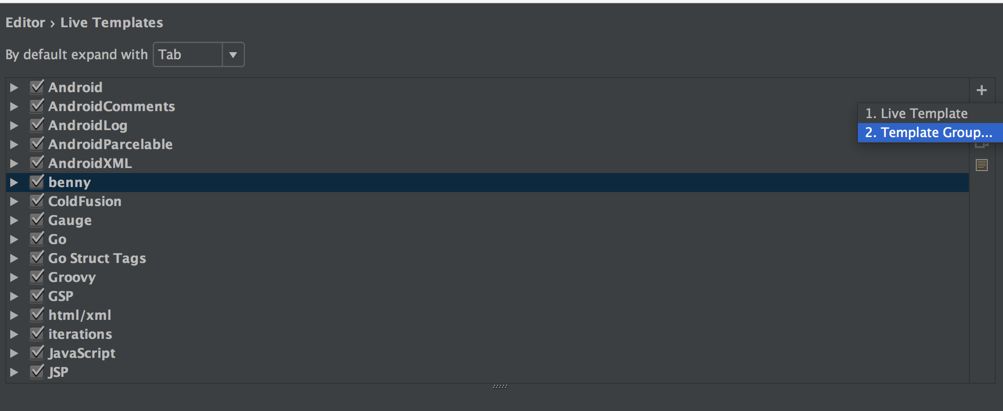 Editor › Live Templates
By default expand with Tab
Android
AndroidComments
AndroidLog
1. Live Template
2. Template Group...
AndroidParcelable
AndroidXML
benny
ColdFusion
Gauge
Go
Go Struct Tags
Groovy
GSP
html/xml
iterations
JavaScript
JSP